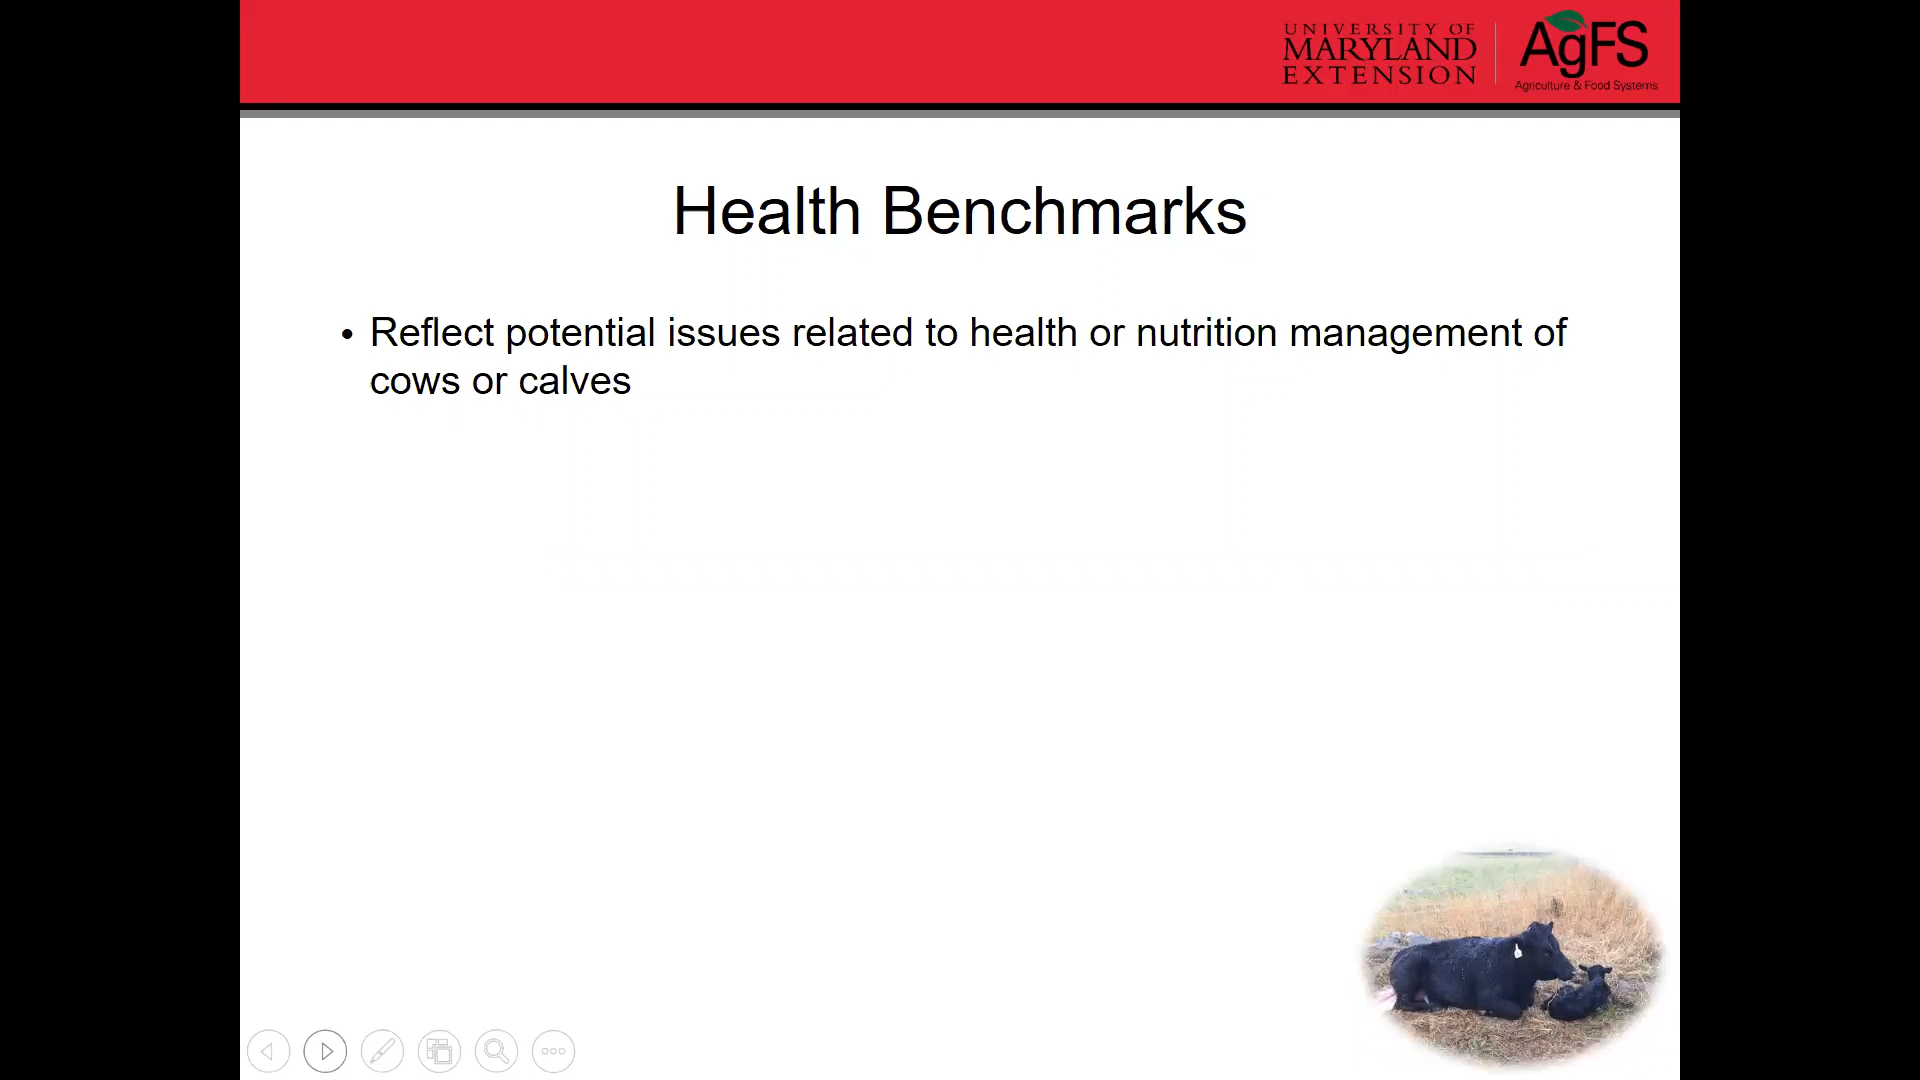 UNIVERSITY OF
MARYLAND
EXTENSION
AgFS
Agriculture & Food Systems
Health Benchmarks
• Reflect potential issues related to health or nutrition management of
cows or calves